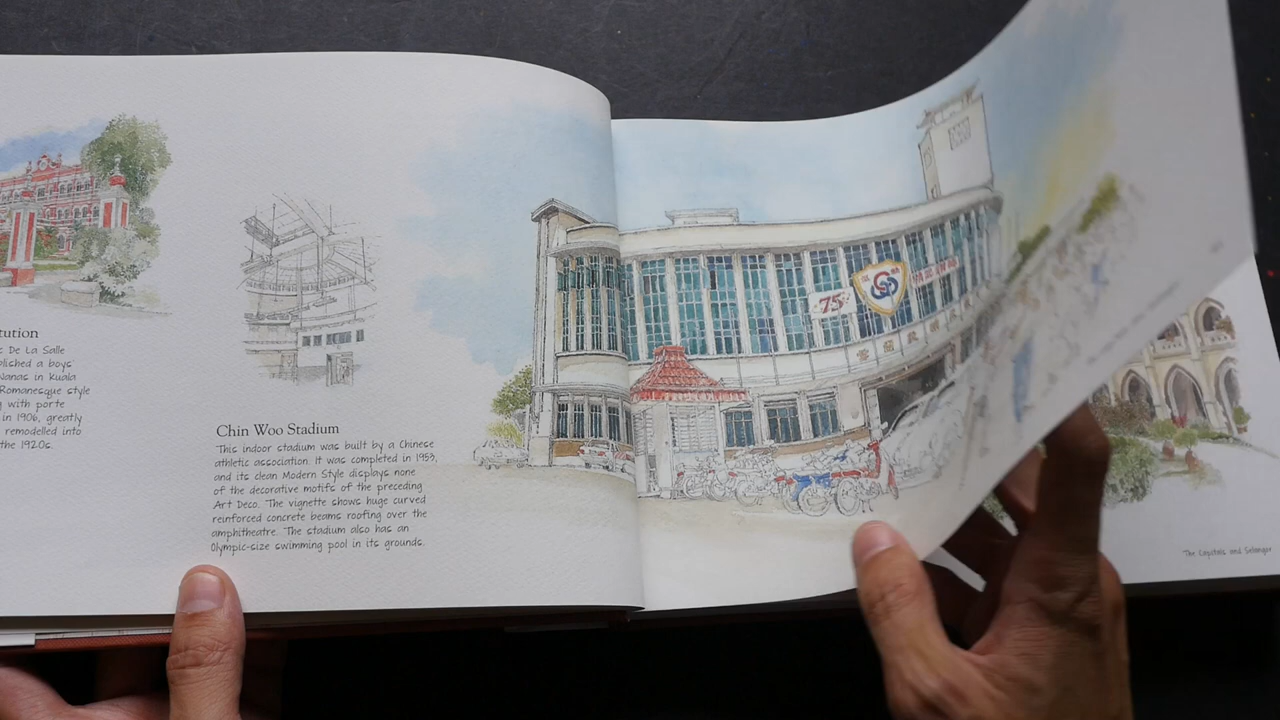 tution
c De La Salle
blished a boys'
Nanas in Kuala
Romanesque style
g with porte
in 1906, greatly
remodelled into
the 1920s.
Chin Woo Stadium
This indoor stadium was built by a Chinese
athletic association. It was completed in 1953,
and its clean Modern Style displays none
of the decorative motifs of the preceding
Art Deco. The vignette shows huge curved
reinforced concrete beams roofing over the
amphitheatre. The stadium also has an
Olympic-size swimming pool in its grounds.
75
The Capitals and Selangor